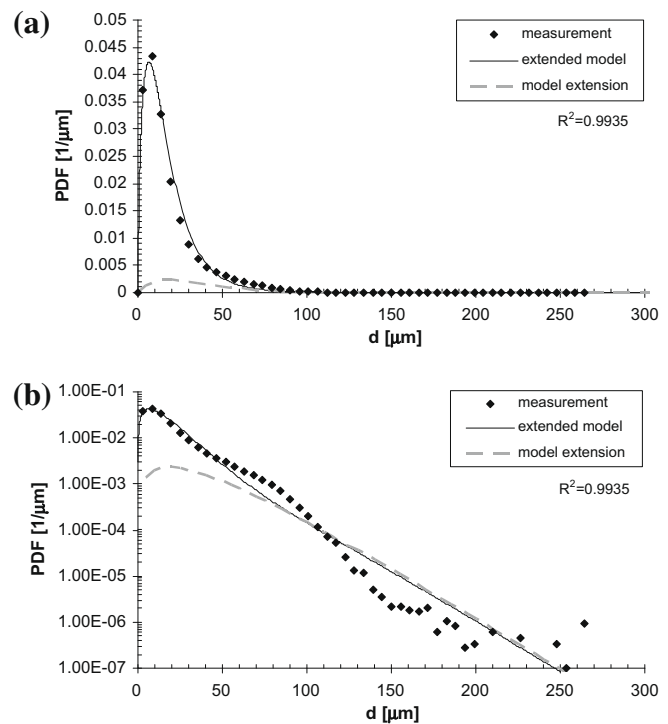 (a)
0.05
0.045
0.04
0.035
0.03
0.025
0.02
0.015
0.01
0.005
0
PDF [1/μm]
0 50 100 150 200 250 300
d [μm]
measurement
extended model
model extension
R²=0.9935
(b)
1.00E-01
1.00E-02
1.00E-03
1.00E-04
1.00E-05
1.00E-06
1.00E-07
PDF [1/μm]
0 50 100 150 200 250 300
d [μm]
measurement
extended model
model extension
R²=0.9935